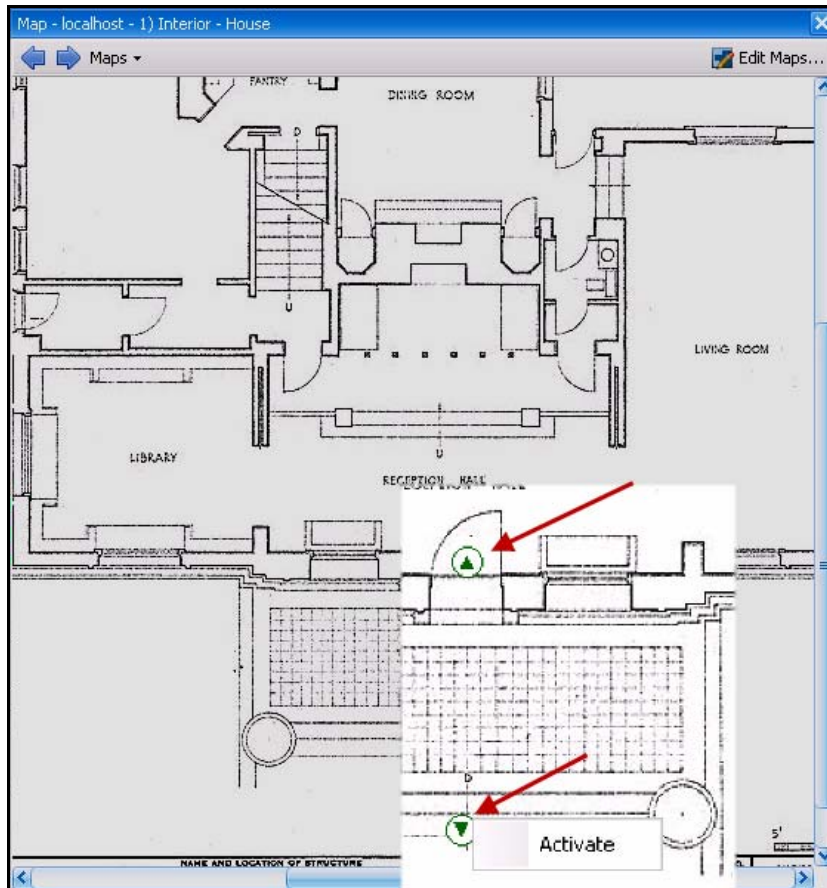 Map - localhost - 1) Interior - House
Maps
Edit Maps...
PANTRY
DINING ROOM
D
U
LIVING ROOM
LIBRARY
U
RECEPTION HALL
D
Activate
5'
NAME AND LOCATION OF STRUCTURE